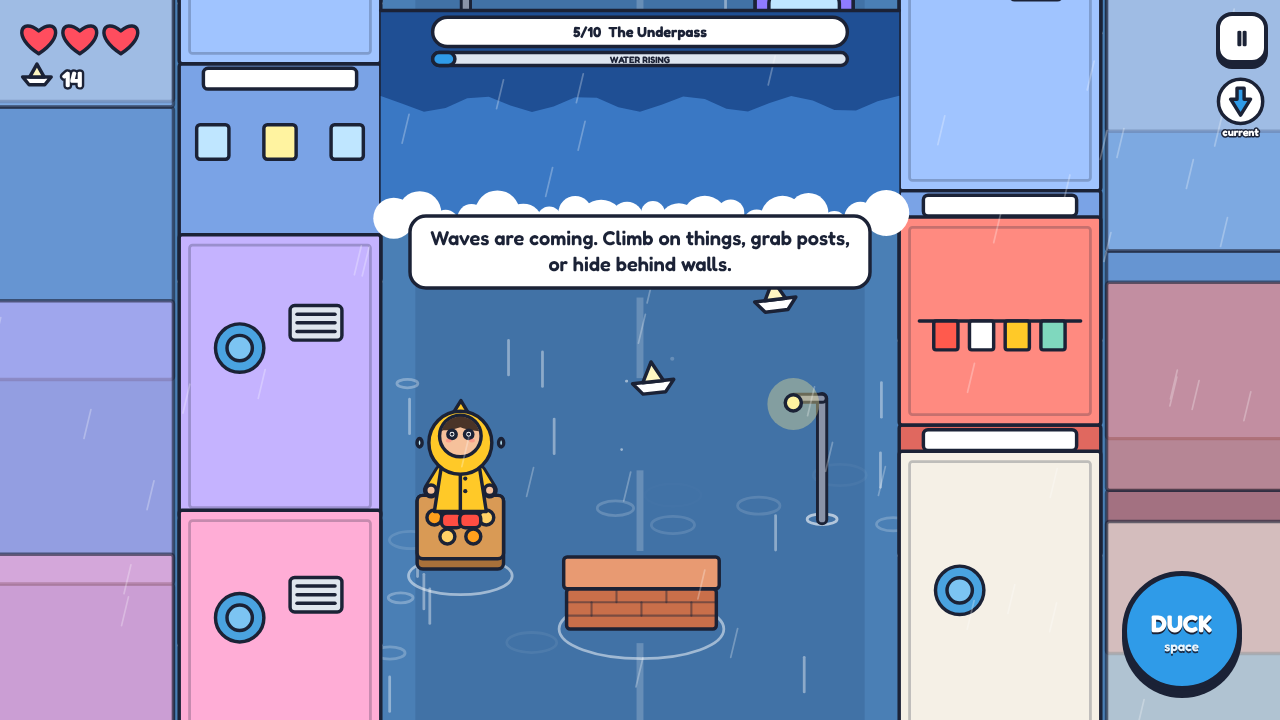 14
5/10 The Underpass
WATER RISING
current
Waves are coming. Climb on things, grab posts,
or hide behind walls.
DUCK
space